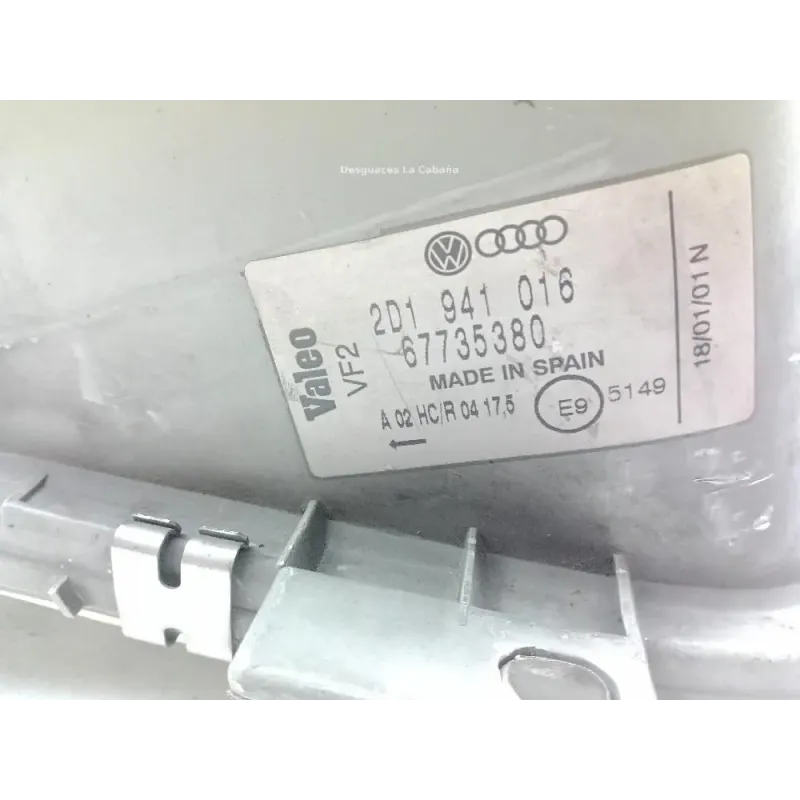 Desguaces La Cabaña
2D1 941 016
67735380
MADE IN SPAIN
Valeo
VF2
A 02 HC/R 04 17,5
E9 5149
18/01/01 N